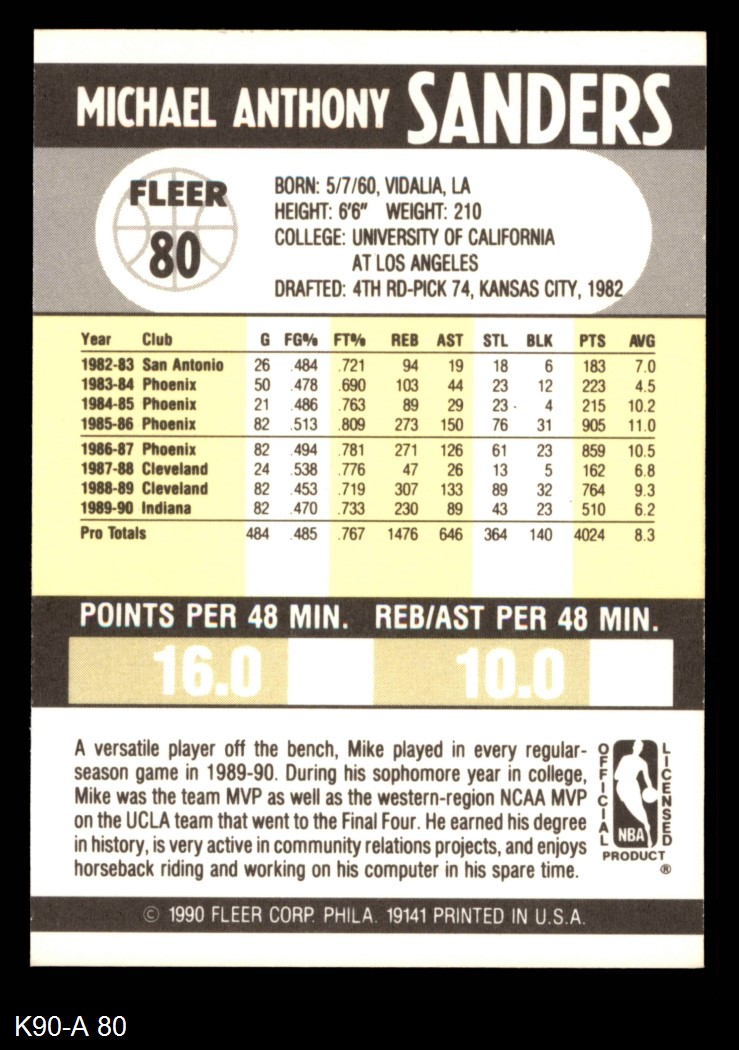 MICHAEL ANTHONY SANDERS
FLEER
80
BORN: 5/7/60, VIDALIA, LA
HEIGHT: 6'6" WEIGHT: 210
COLLEGE: UNIVERSITY OF CALIFORNIA
AT LOS ANGELES
DRAFTED: 4TH RD-PICK 74, KANSAS CITY, 1982
Year Club G FG% FT% REB AST STL BLK PTS AVG
1982-83 San Antonio 26 .484 .721 94 19 18 6 183 7.0
1983-84 Phoenix 50 .478 .690 103 44 23 12 223 4.5
1984-85 Phoenix 21 .486 .763 89 29 23 4 215 10.2
1985-86 Phoenix 82 .513 .809 273 150 76 31 905 11.0
1986-87 Phoenix 82 .494 .781 271 126 61 23 859 10.5
1987-88 Cleveland 24 .538 .776 47 26 13 5 162 6.8
1988-89 Cleveland 82 .453 .719 307 133 89 32 764 9.3
1989-90 Indiana 82 .470 .733 230 89 43 23 510 6.2
Pro Totals 484 .485 .767 1476 646 364 140 4024 8.3
POINTS PER 48 MIN. REB/AST PER 48 MIN.
16.0 10.0
A versatile player off the bench, Mike played in every regular-
season game in 1989-90. During his sophomore year in college,
Mike was the team MVP as well as the western-region NCAA MVP
on the UCLA team that went to the Final Four. He earned his degree
in history, is very active in community relations projects, and enjoys
horseback riding and working on his computer in his spare time.
OFFICIAL
LICENSED
NBA
PRODUCT
®
© 1990 FLEER CORP. PHILA. 19141 PRINTED IN U.S.A.
K90-A 80